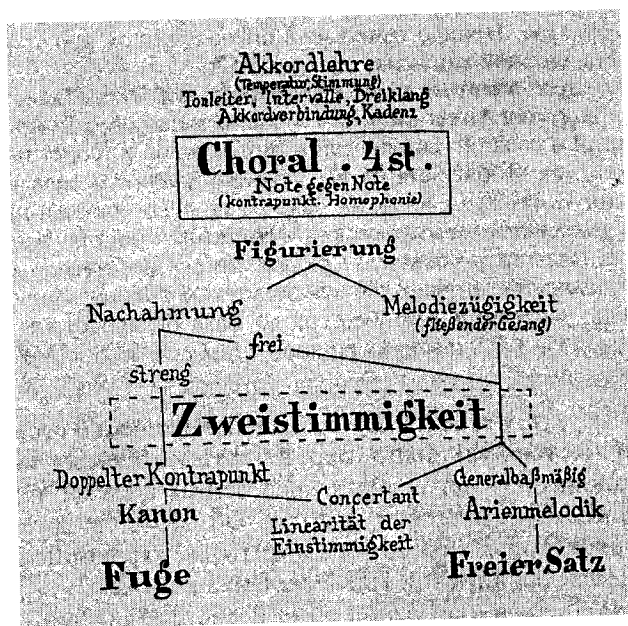 Akkordlehre
(Temperatur, Stimmung)
Tonleiter, Intervalle, Dreiklang
Akkordverbindung, Kadenz
Choral . 4st .
Note gegen Note
(kontrapunkt. Homophonie)
Figurierung
Nachahmung
Melodiezügigkeit
(fließender Gesang)
frei
streng
Zweistimmigkeit
Doppelter Kontrapunkt
Generalbaßmäßig
Concertant
Kanon
Arienmelodik
Linearität der
Einstimmigkeit
Fuge
Freier Satz